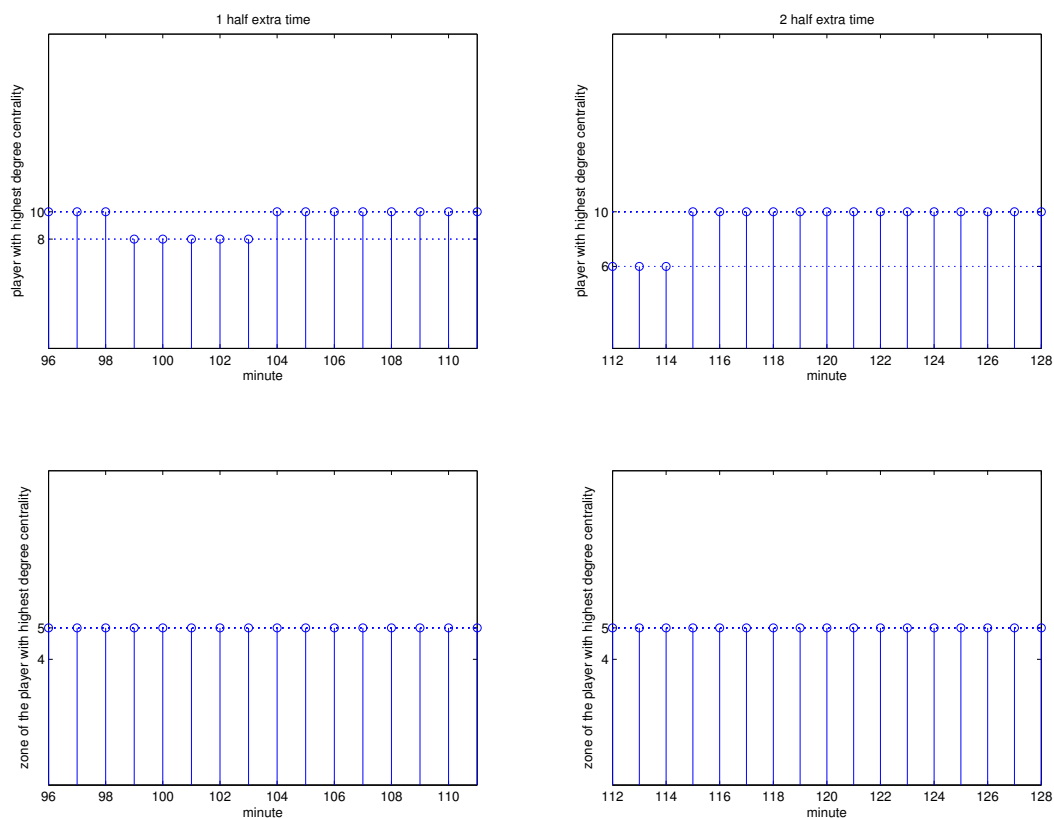 1 half extra time
player with highest degree centrality
10
8
96 98 100 102 104 106 108 110
minute
2 half extra time
player with highest degree centrality
10
6
112 114 116 118 120 122 124 126 128
minute
zone of the player with highest degree centrality
5
4
96 98 100 102 104 106 108 110
minute
zone of the player with highest degree centrality
5
4
112 114 116 118 120 122 124 126 128
minute